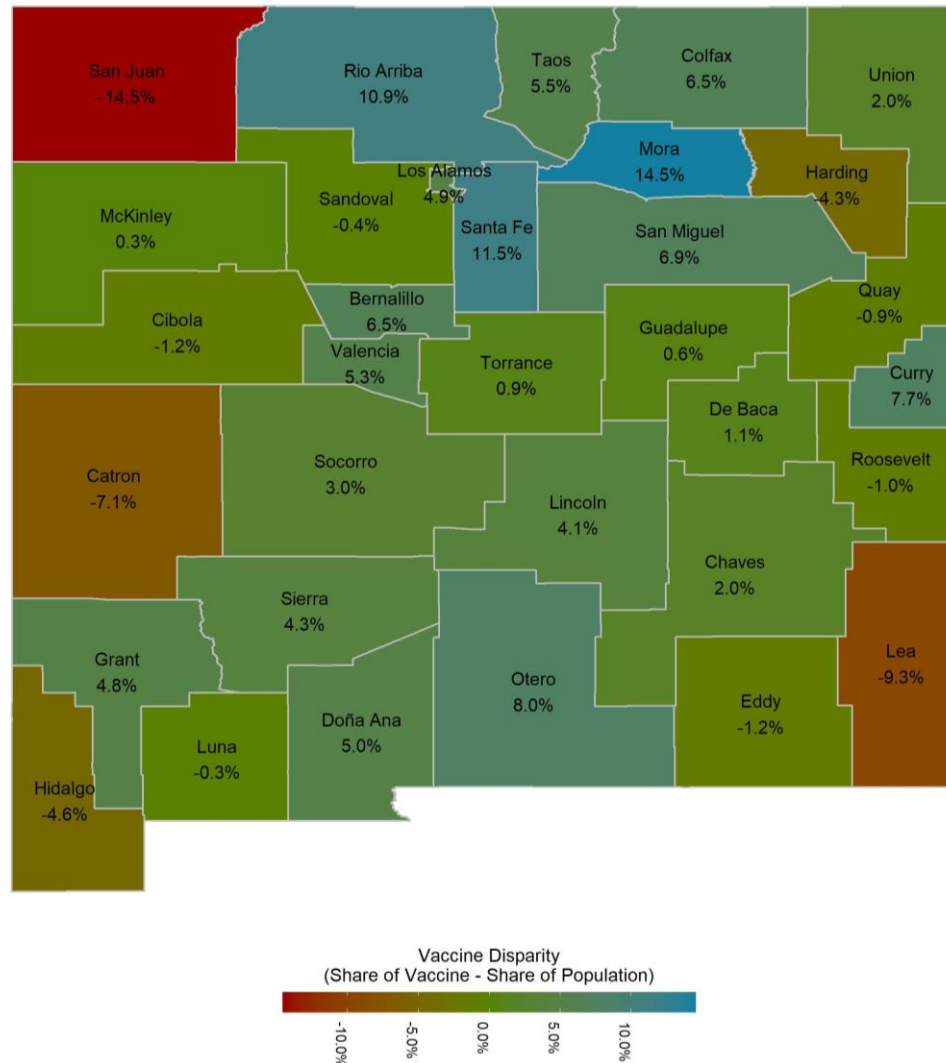 San Juan
-14.5%
Rio Arriba
10.9%
Taos
5.5%
Colfax
6.5%
Union
2.0%
Mora
14.5%
Harding
-4.3%
Los Alamos
4.9%
Sandoval
-0.4%
McKinley
0.3%
Santa Fe
11.5%
San Miguel
6.9%
Bernalillo
6.5%
Quay
-0.9%
Cibola
-1.2%
Valencia
5.3%
Torrance
0.9%
Guadalupe
0.6%
Curry
7.7%
De Baca
1.1%
Catron
-7.1%
Socorro
3.0%
Roosevelt
-1.0%
Lincoln
4.1%
Chaves
2.0%
Sierra
4.3%
Grant
4.8%
Otero
8.0%
Lea
-9.3%
Eddy
-1.2%
Doña Ana
5.0%
Luna
-0.3%
Hidalgo
-4.6%
Vaccine Disparity
(Share of Vaccine - Share of Population)
-10.0%
-5.0%
0.0%
5.0%
10.0%